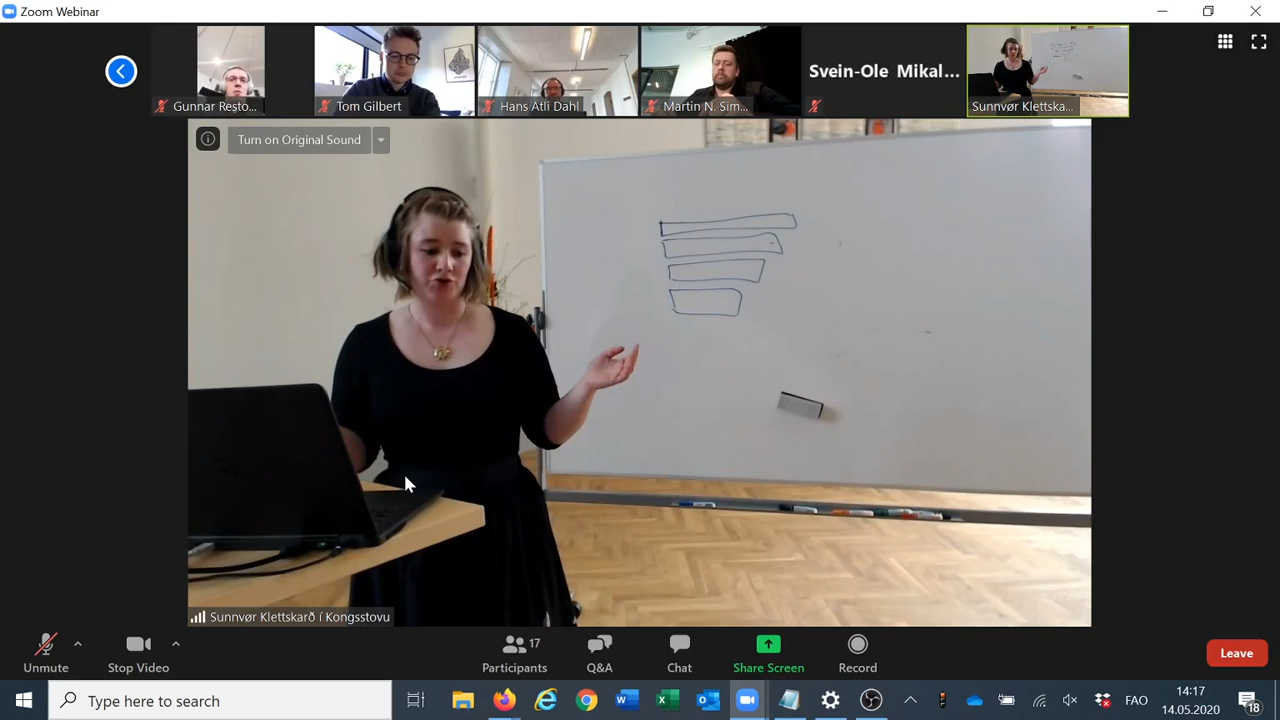 Zoom Webinar
Gunnar Resto...
Tom Gilbert
Hans Atli Dahl
Martin N. Sim...
Svein-Ole Mikal...
Sunnvør Klettska...
Turn on Original Sound
Sunnvør Klettskarð í Kongsstovu
Unmute
Stop Video
17
Participants
Q&A
Chat
Share Screen
Record
Leave
Type here to search
FAO
14:17
14.05.2020
18